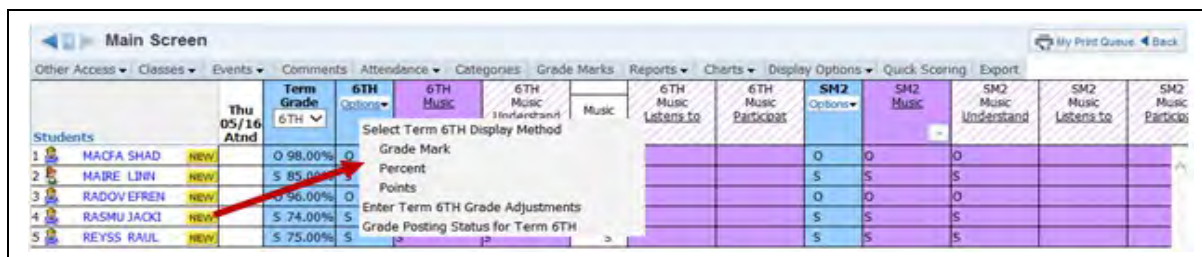 Main Screen
My Print Queue Back
Other Access Classes Events Comments Attendance Categories Grade Marks Reports Charts Display Options Quick Scoring Export
Students Thu 05/16 Atnd Term Grade 6TH 6TH Options 6TH Music 6TH Music Understand Music 6TH Music Listens to 6TH Music Participat SM2 Options SM2 Music SM2 Music Understand SM2 Music Listens to SM2 Music Particip
Select Term 6TH Display Method
Grade Mark
Percent
Points
Enter Term 6TH Grade Adjustments
Grade Posting Status for Term 6TH
1 MACFA SHAD NEW O 98.00% O O O O
2 MAIRE LINN NEW S 85.00% S S S S
3 RADOV EFREN NEW O 96.00% O O O O
4 RASMU JACKI NEW S 74.00% S S S S
5 REYSS RAUL NEW S 75.00% S S S S S S S